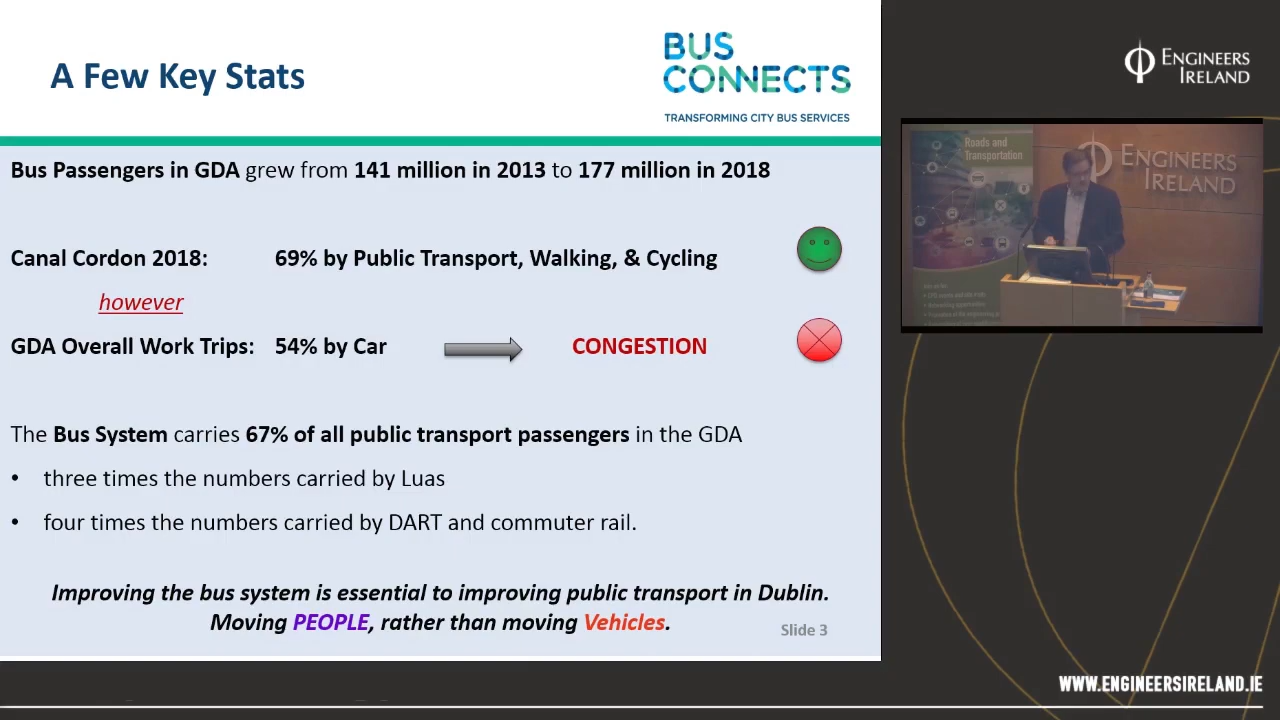 A Few Key Stats
BUS
CONNECTS
TRANSFORMING CITY BUS SERVICES
Bus Passengers in GDA grew from 141 million in 2013 to 177 million in 2018
Canal Cordon 2018: 69% by Public Transport, Walking, & Cycling
however
GDA Overall Work Trips: 54% by Car CONGESTION
The Bus System carries 67% of all public transport passengers in the GDA
• three times the numbers carried by Luas
• four times the numbers carried by DART and commuter rail.
Improving the bus system is essential to improving public transport in Dublin.
Moving PEOPLE, rather than moving Vehicles.
Slide 3
ENGINEERS
IRELAND
Roads and
Transportation
ENGINEERS
IRELAND
WWW.ENGINEERSIRELAND.IE